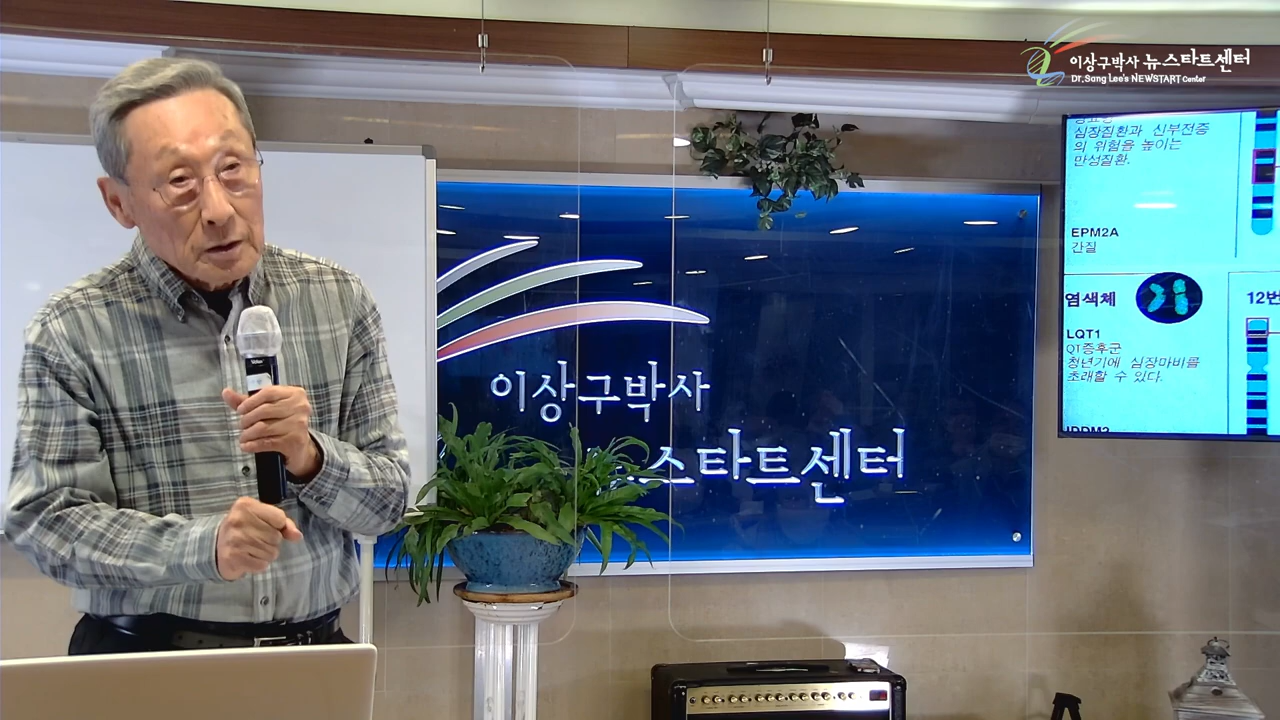 이상구박사 뉴스타트센터
Dr. Sang Lee's NEWSTART Center
심장질환과 신부전증
의 위험을 높이는
만성질환.
EPM2A
간질
염색체
12번
LQT1
QT증후군
청년기에 심장마비를
초래할 수 있다.
이상구박사
스타트센터